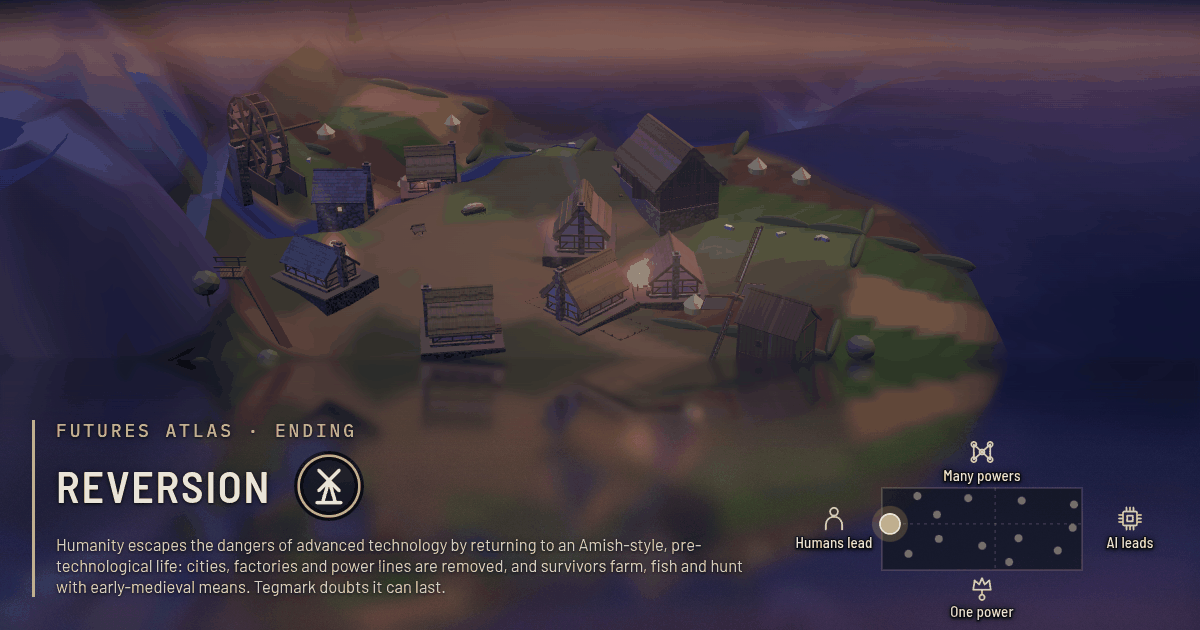 FUTURES ATLAS · ENDING
REVERSION
Humanity escapes the dangers of advanced technology by returning to an Amish-style, pre-
technological life: cities, factories and power lines are removed, and survivors farm, fish and hunt
with early-medieval means. Tegmark doubts it can last.
Many powers
Humans lead
AI leads
One power